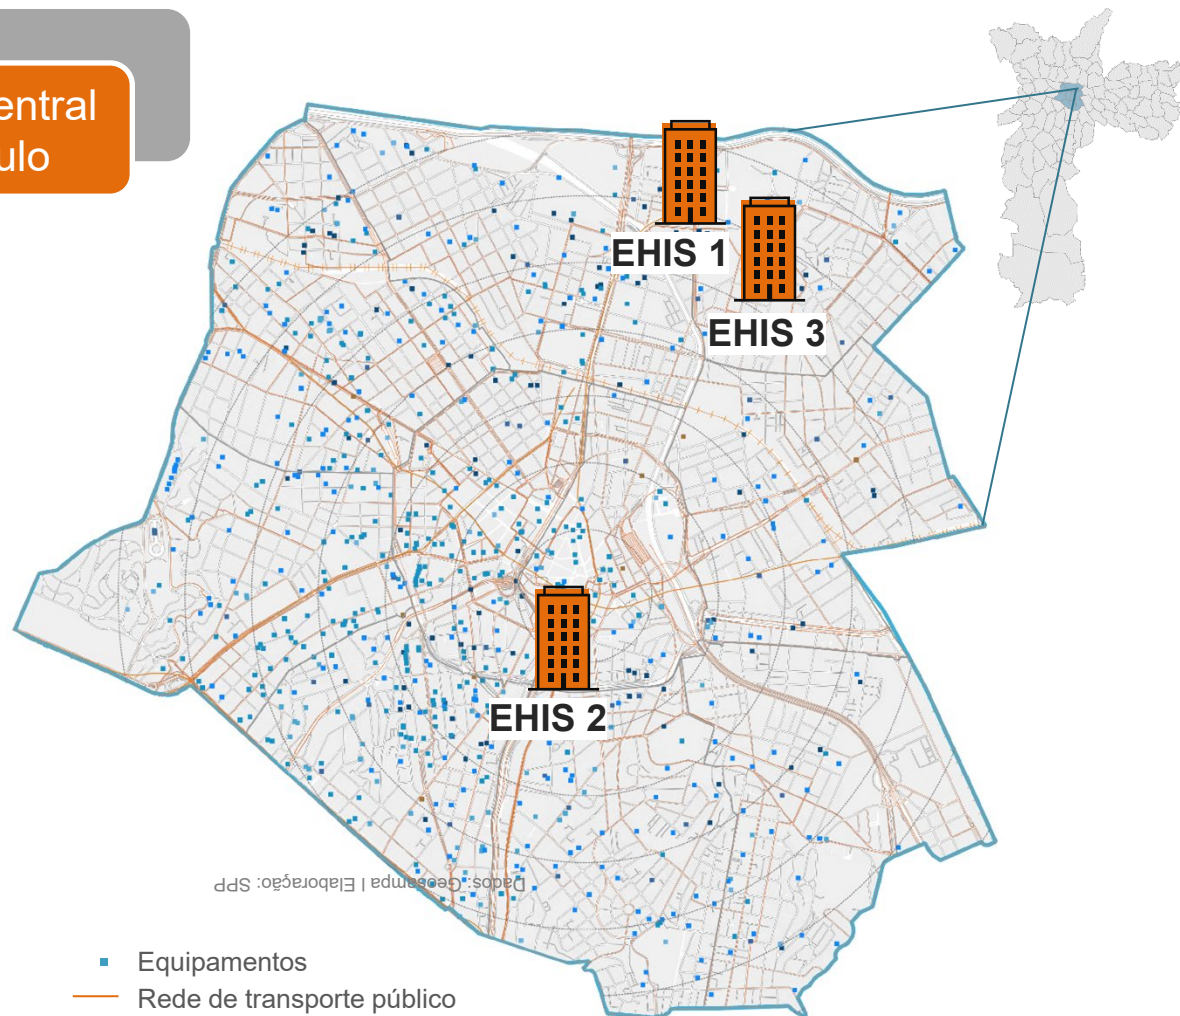 entral
ulo
EHIS 1
EHIS 3
EHIS 2
Dados: Geosampa | Elaboração: SPP
Equipamentos
Rede de transporte público